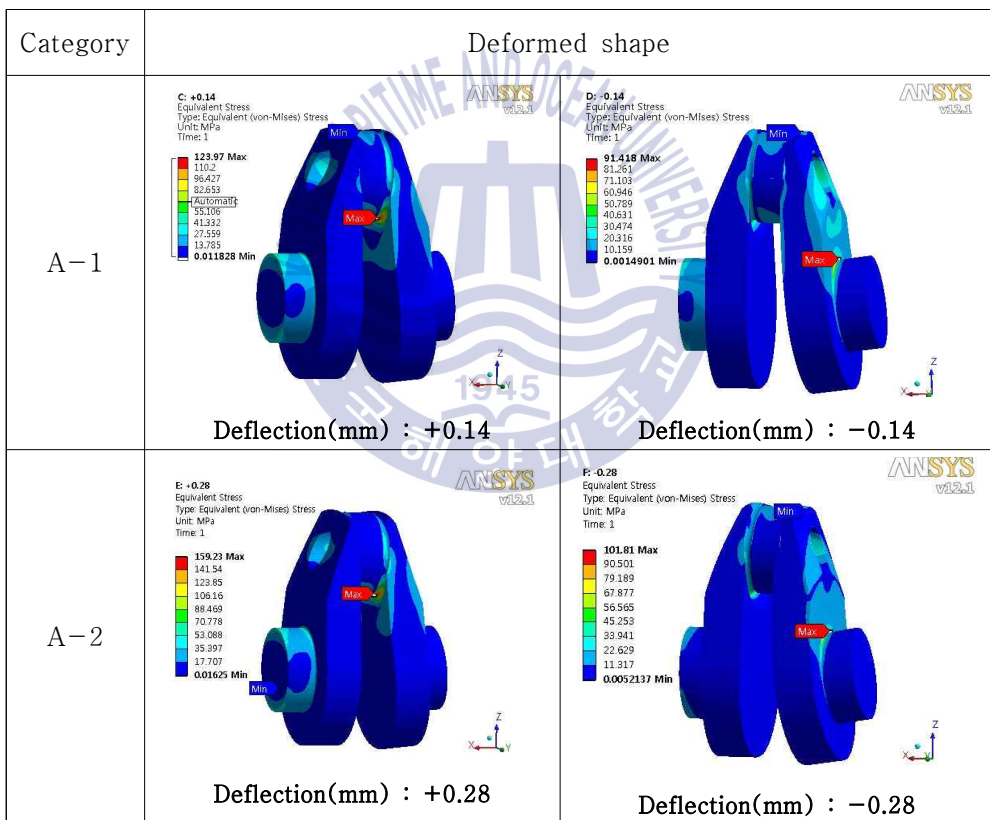 Category
Deformed shape
A-1
C: +0.14
Equivalent Stress
Type: Equivalent (von-Mises) Stress
Unit: MPa
Time: 1
123.97 Max
110.2
96.427
82.653
Automatic
55.106
41.332
27.559
13.785
0.011828 Min
Min
Max
ANSYS
v12.1
Z
X
Y
Deflection(mm) : +0.14
D: -0.14
Equivalent Stress
Type: Equivalent (von-Mises) Stress
Unit: MPa
Time: 1
91.418 Max
81.261
71.103
60.946
50.789
40.631
30.474
20.316
10.159
0.0014901 Min
Min
Max
ANSYS
v12.1
Z
X
Deflection(mm) : -0.14
A-2
E: +0.28
Equivalent Stress
Type: Equivalent (von-Mises) Stress
Unit: MPa
Time: 1
159.23 Max
141.54
123.85
106.16
88.469
70.778
53.088
35.397
17.707
0.01625 Min
Max
Min
ANSYS
v12.1
Z
X
Y
Deflection(mm) : +0.28
F: -0.28
Equivalent Stress
Type: Equivalent (von-Mises) Stress
Unit: MPa
Time: 1
101.81 Max
90.501
79.189
67.877
56.565
45.253
33.941
22.629
11.317
0.0052137 Min
Min
Max
ANSYS
v12.1
Z
X
Deflection(mm) : -0.28
MARITIME AND OCEAN UNIVERSITY
1945
해양대학교